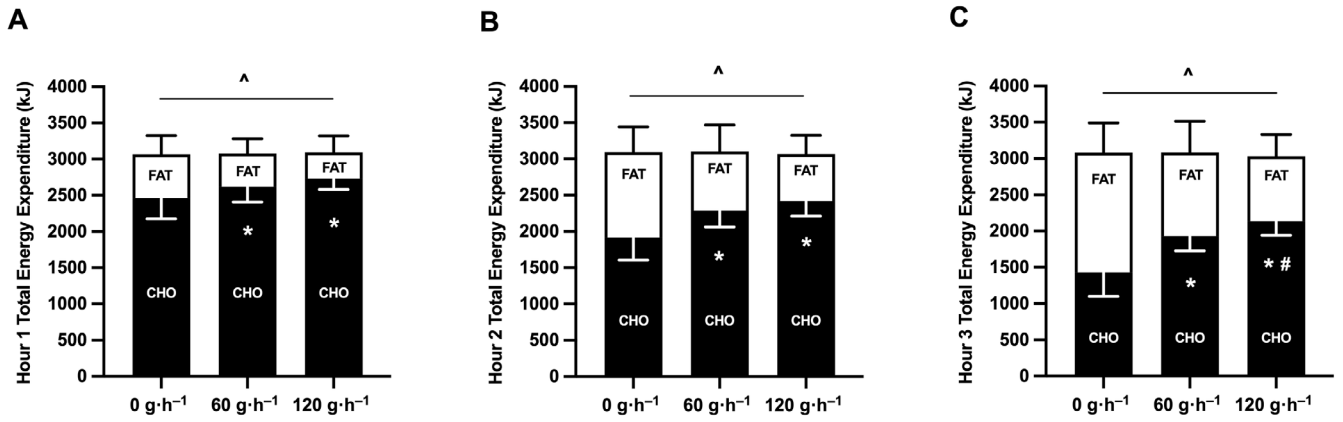 A
Hour 1 Total Energy Expenditure (kJ)
4000
3500
3000
2500
2000
1500
1000
500
0
^
FAT
FAT
FAT
*
*
CHO
CHO
CHO
0 g·h⁻¹
60 g·h⁻¹
120 g·h⁻¹
B
Hour 2 Total Energy Expenditure (kJ)
4000
3500
3000
2500
2000
1500
1000
500
0
^
FAT
FAT
FAT
*
*
CHO
CHO
CHO
0 g·h⁻¹
60 g·h⁻¹
120 g·h⁻¹
C
Hour 3 Total Energy Expenditure (kJ)
4000
3500
3000
2500
2000
1500
1000
500
0
^
FAT
FAT
FAT
*
* #
CHO
CHO
CHO
0 g·h⁻¹
60 g·h⁻¹
120 g·h⁻¹